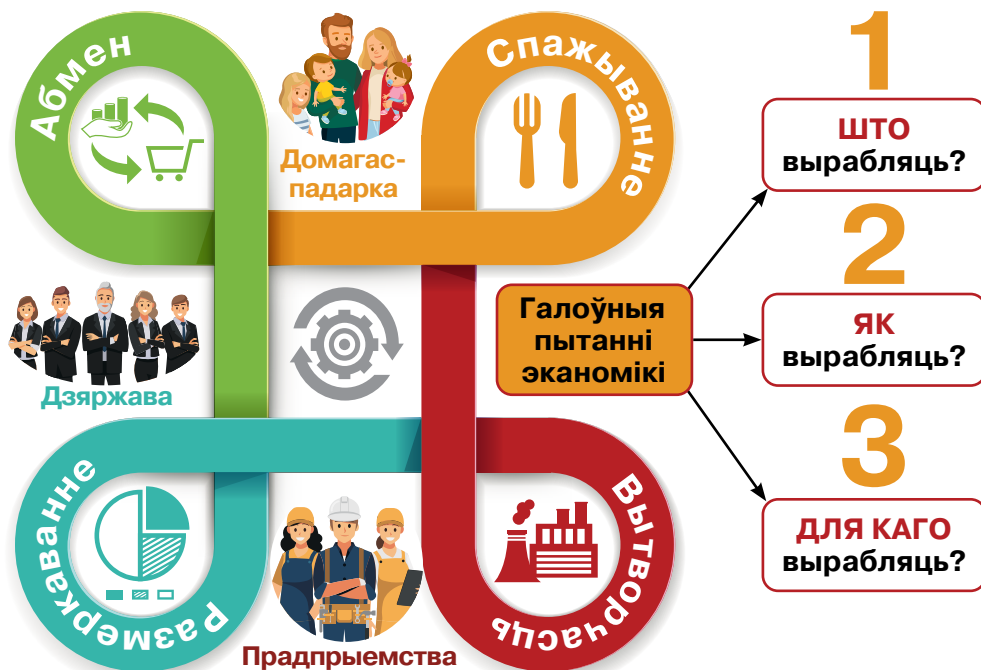 Абмен
Спажыванне
Домагас-
падарка
Дзяржава
Размеркаванне
Вытворчасць
Прадпрыемства
Галоўныя
пытанні
эканомікі
1
ШТО
вырабляць?
2
ЯК
вырабляць?
3
ДЛЯ КАГО
вырабляць?